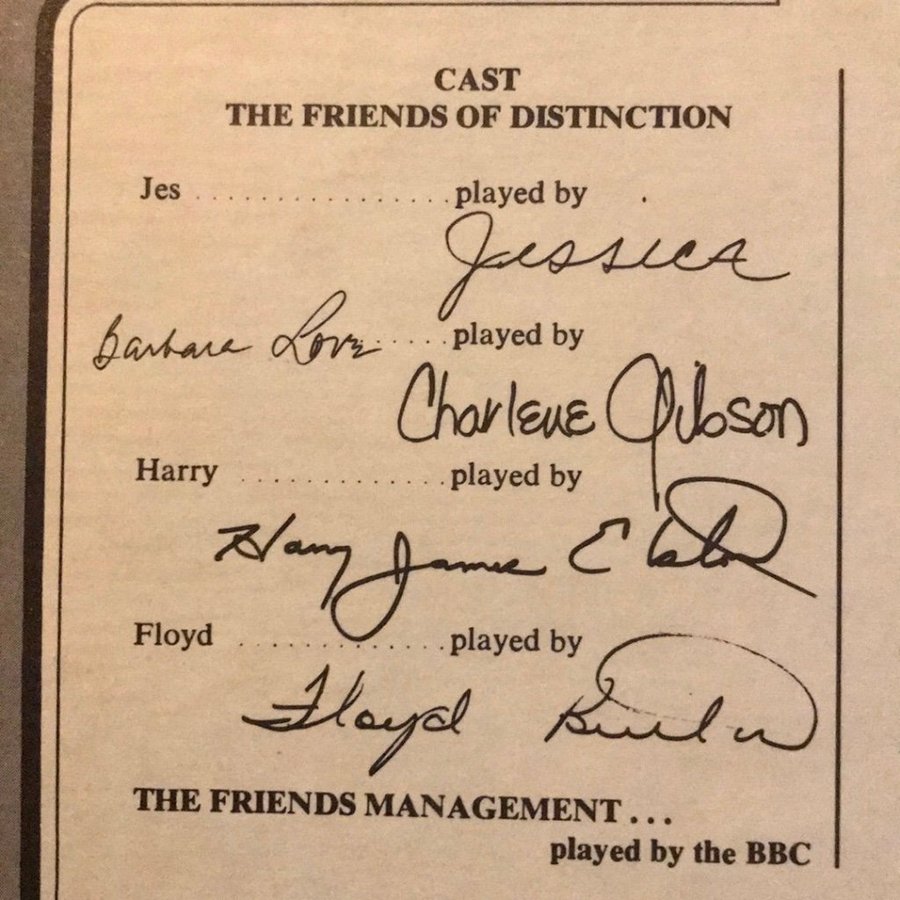 CAST
THE FRIENDS OF DISTINCTION
Jes ................. played by
Jessica
Barbara Love ...... played by
Charlene Gibson
Harry ............. played by
Harry James Elston
Floyd ............. played by
Floyd Butler
THE FRIENDS MANAGEMENT ...
played by the BBC